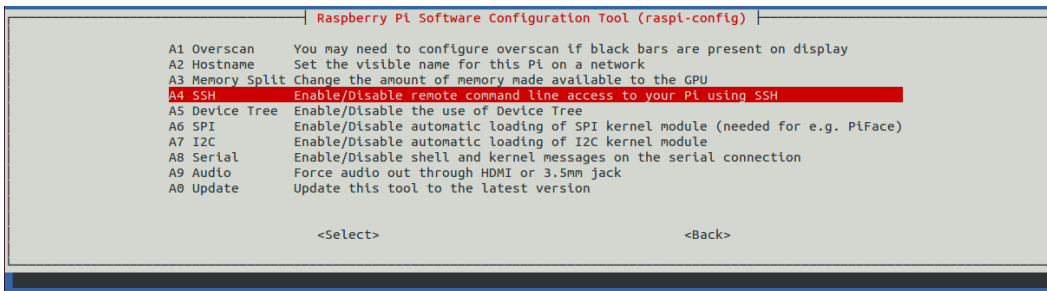 Raspberry Pi Software Configuration Tool (raspi-config)
A1 Overscan You may need to configure overscan if black bars are present on display
A2 Hostname Set the visible name for this Pi on a network
A3 Memory Split Change the amount of memory made available to the GPU
A4 SSH Enable/Disable remote command line access to your Pi using SSH
A5 Device Tree Enable/Disable the use of Device Tree
A6 SPI Enable/Disable automatic loading of SPI kernel module (needed for e.g. PiFace)
A7 I2C Enable/Disable automatic loading of I2C kernel module
A8 Serial Enable/Disable shell and kernel messages on the serial connection
A9 Audio Force audio out through HDMI or 3.5mm jack
A0 Update Update this tool to the latest version
<Select> <Back>